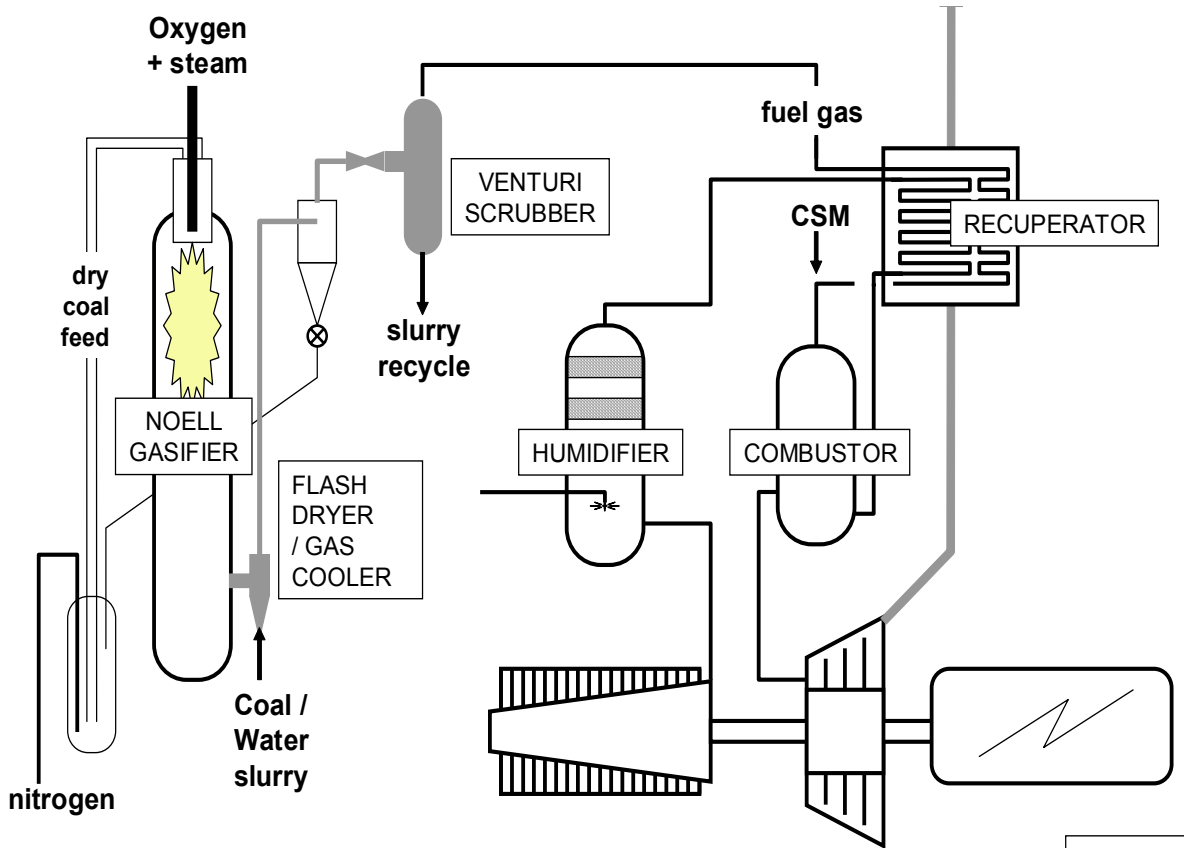 Oxygen
+ steam
fuel gas
VENTURI
SCRUBBER
CSM
RECUPERATOR
dry
coal
feed
slurry
recycle
NOELL
GASIFIER
HUMIDIFIER
COMBUSTOR
FLASH
DRYER
/ GAS
COOLER
Coal /
Water
slurry
nitrogen